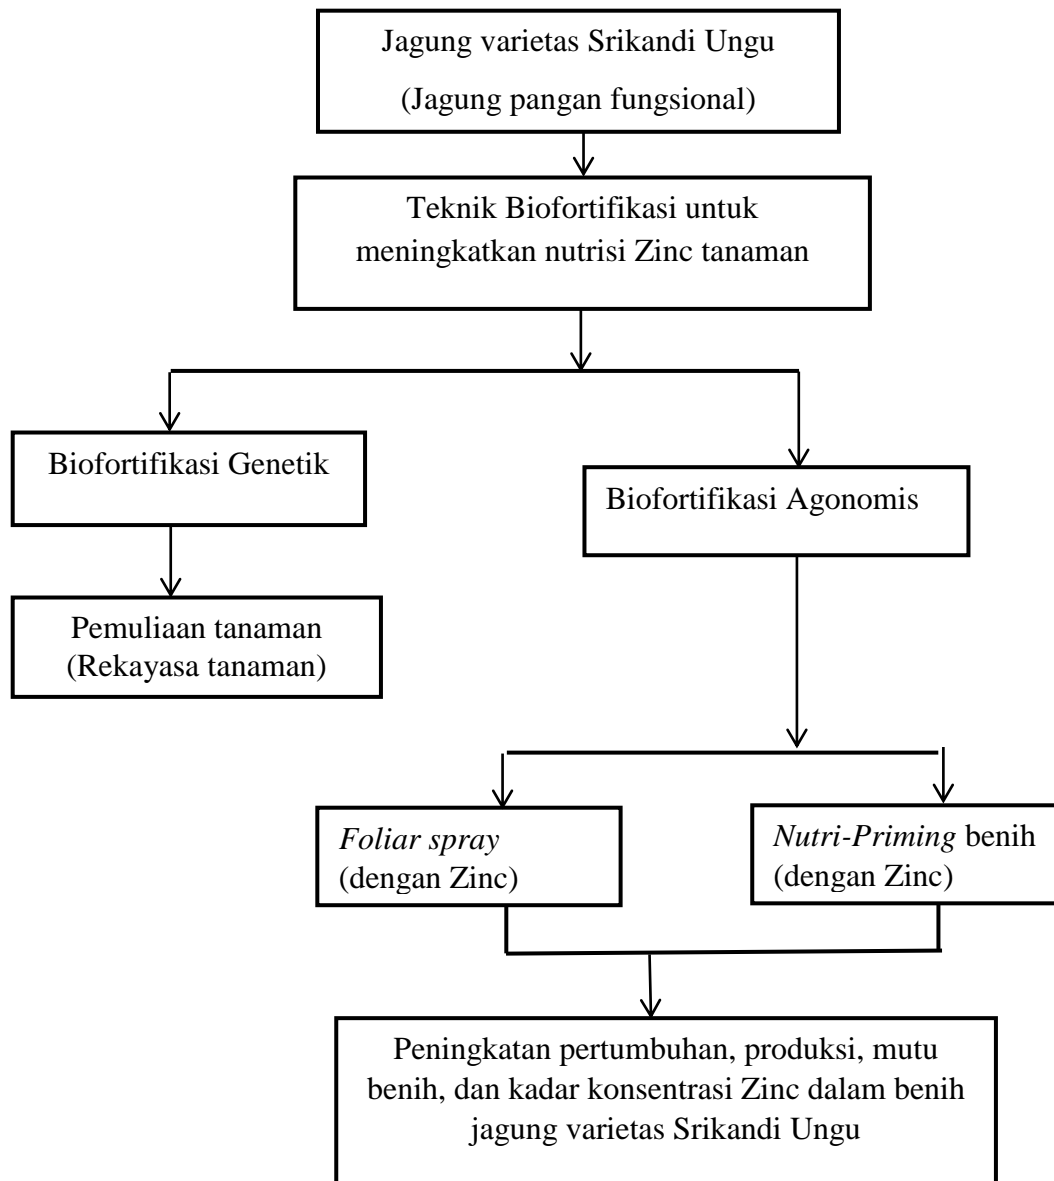 Jagung varietas Srikandi Ungu
(Jagung pangan fungsional)
Teknik Biofortifikasi untuk
meningkatkan nutrisi Zinc tanaman
Biofortifikasi Genetik
Biofortifikasi Agonomis
Pemuliaan tanaman
(Rekayasa tanaman)
Foliar spray
(dengan Zinc)
Nutri-Priming benih
(dengan Zinc)
Peningkatan pertumbuhan, produksi, mutu
benih, dan kadar konsentrasi Zinc dalam benih
jagung varietas Srikandi Ungu